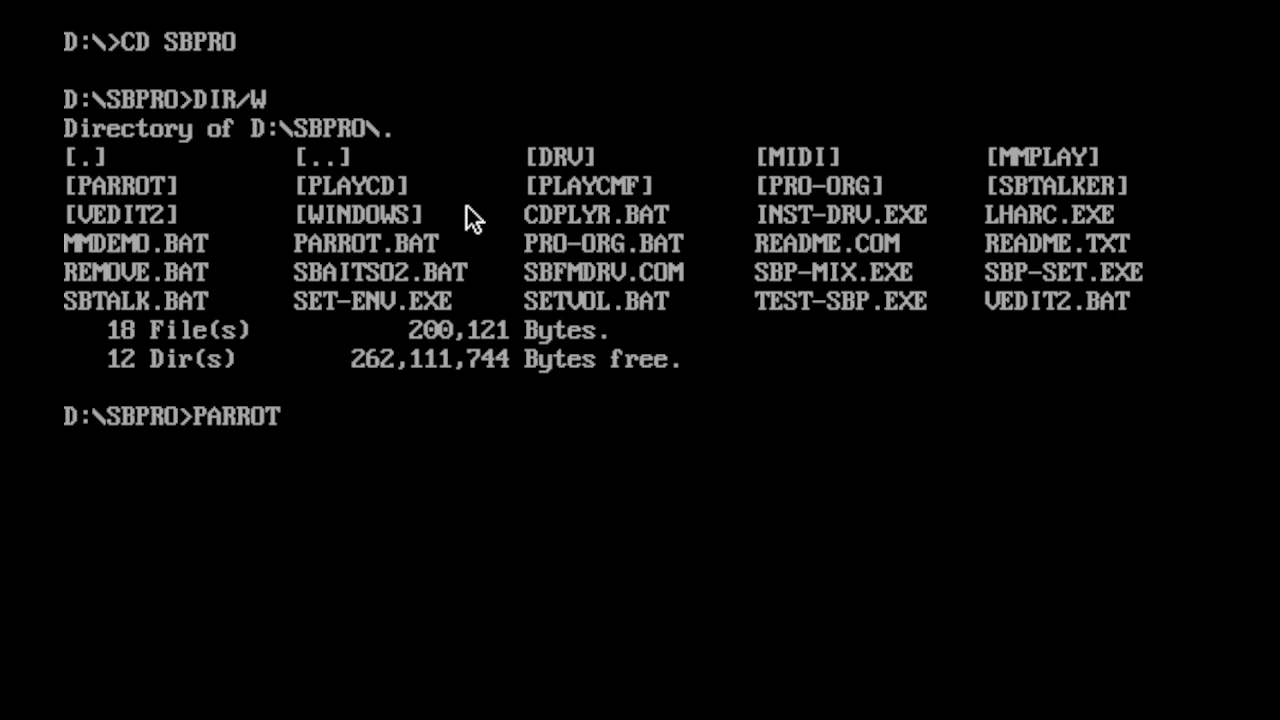 D:\>CD SBPRO
D:\SBPRO>DIR/W
Directory of D:\SBPRO\.
[.] [..] [DRV] [MIDI] [MMPLAY]
[PARROT] [PLAYCD] [PLAYCMF] [PRO-ORG] [SBTALKER]
[VEDIT2] [WINDOWS] CDPLYR.BAT INST-DRV.EXE LHARC.EXE
MMDEMO.BAT PARROT.BAT PRO-ORG.BAT README.COM README.TXT
REMOVE.BAT SBAITSO2.BAT SBFMDRV.COM SBP-MIX.EXE SBP-SET.EXE
SBTALK.BAT SET-ENV.EXE SETVOL.BAT TEST-SBP.EXE VEDIT2.BAT
18 File(s) 200,121 Bytes.
12 Dir(s) 262,111,744 Bytes free.
D:\SBPRO>PARROT